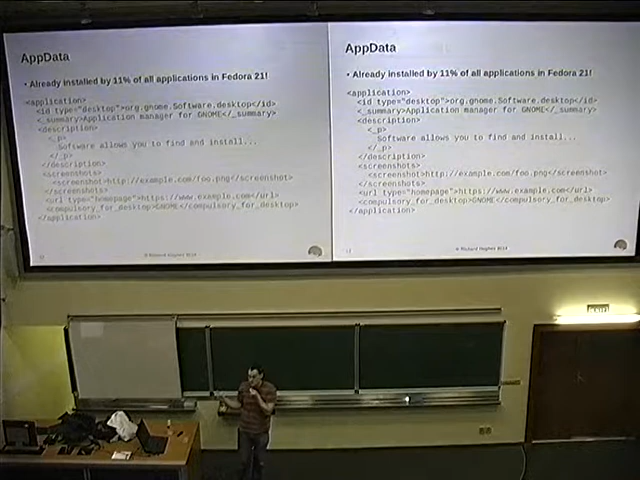 AppData
• Already installed by 11% of all applications in Fedora 21!
<application>
<id type="desktop">org.gnome.Software.desktop</id>
<_summary>Application manager for GNOME</_summary>
<description>
<_p>
Software allows you to find and install...
</_p>
</description>
<screenshots>
<screenshot>http://example.com/foo.png</screenshot>
</screenshots>
<url type="homepage">https://www.example.com</url>
<compulsory_for_desktop>GNOME</compulsory_for_desktop>
</application>
© Richard Hughes 2014
AppData
• Already installed by 11% of all applications in Fedora 21!
<application>
<id type="desktop">org.gnome.Software.desktop</id>
<_summary>Application manager for GNOME</_summary>
<description>
<_p>
Software allows you to find and install...
</_p>
</description>
<screenshots>
<screenshot>http://example.com/foo.png</screenshot>
</screenshots>
<url type="homepage">https://www.example.com</url>
<compulsory_for_desktop>GNOME</compulsory_for_desktop>
</application>
© Richard Hughes 2014